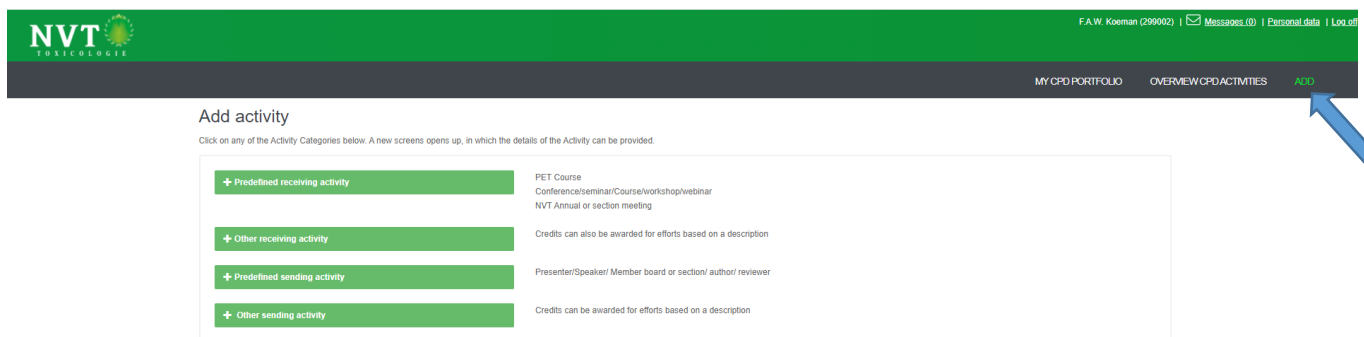 NVT
TOXICOLOGIE
F.A.W. Koeman (299002) | Messages (0) | Personal data | Log off
MY CPD PORTFOLIO OVERVIEW CPD ACTIVITIES ADD
Add activity
Click on any of the Activity Categories below. A new screens opens up, in which the details of the Activity can be provided.
+ Predefined receiving activity
PET Course
Conference/seminar/Course/workshop/webinar
NVT Annual or section meeting
+ Other receiving activity
Credits can also be awarded for efforts based on a description
+ Predefined sending activity
Presenter/Speaker/ Member board or section/ author/ reviewer
+ Other sending activity
Credits can be awarded for efforts based on a description